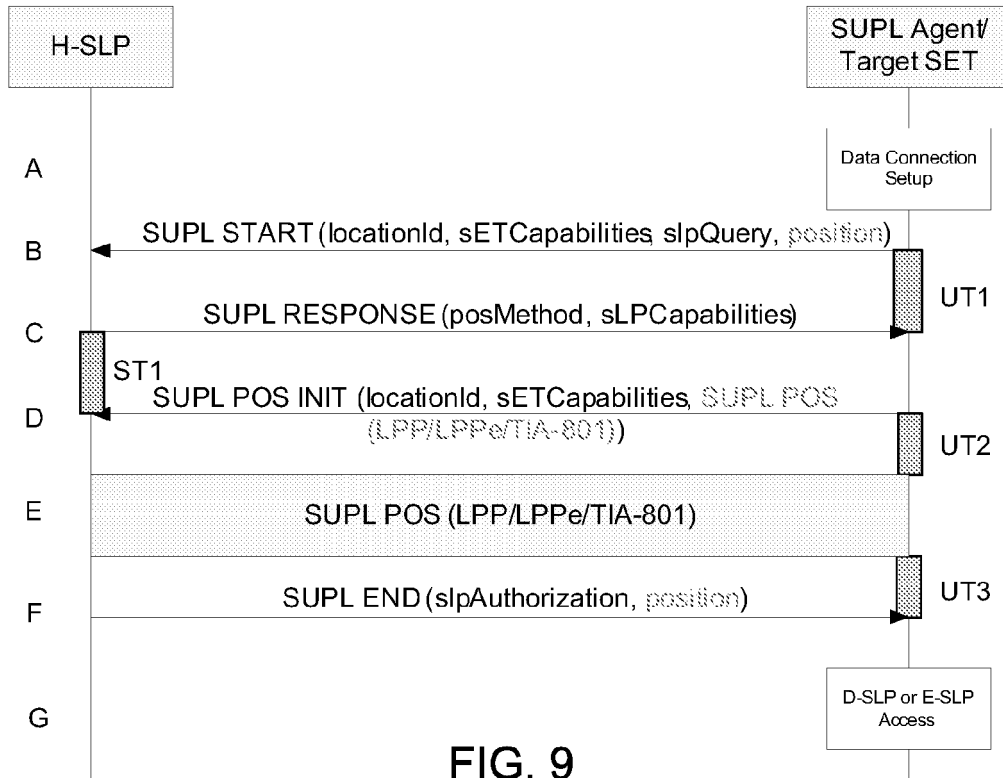 H-SLP
SUPL Agent/
Target SET
A
Data Connection
Setup
B
SUPL START (locationId, sETCapabilities, slpQuery, position)
UT1
C
SUPL RESPONSE (posMethod, sLPCapabilities)
ST1
D
SUPL POS INIT (locationId, sETCapabilities, SUPL POS
(LPP/LPPe/TIA-801))
UT2
E
SUPL POS (LPP/LPPe/TIA-801)
UT3
F
SUPL END (slpAuthorization, position)
G
D-SLP or E-SLP
Access
FIG. 9